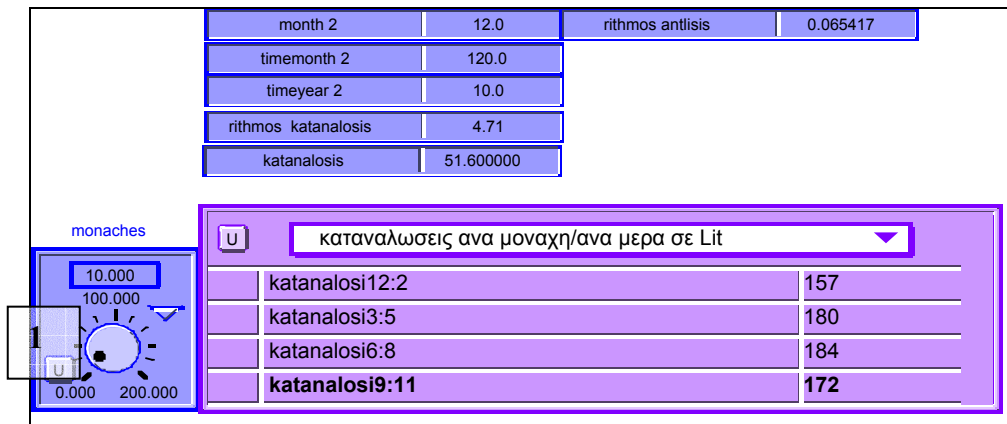 month 2 12.0 rithmos antlisis 0.065417
timemonth 2 120.0
timeyear 2 10.0
rithmos katanalosis 4.71
katanalosis 51.600000
monaches
U καταναλωσεις ανα μοναχη/ανα μερα σε Lit
10.000
katanalosi12:2 157
100.000
katanalosi3:5 180
1
katanalosi6:8 184
U
katanalosi9:11 172
0.000 200.000